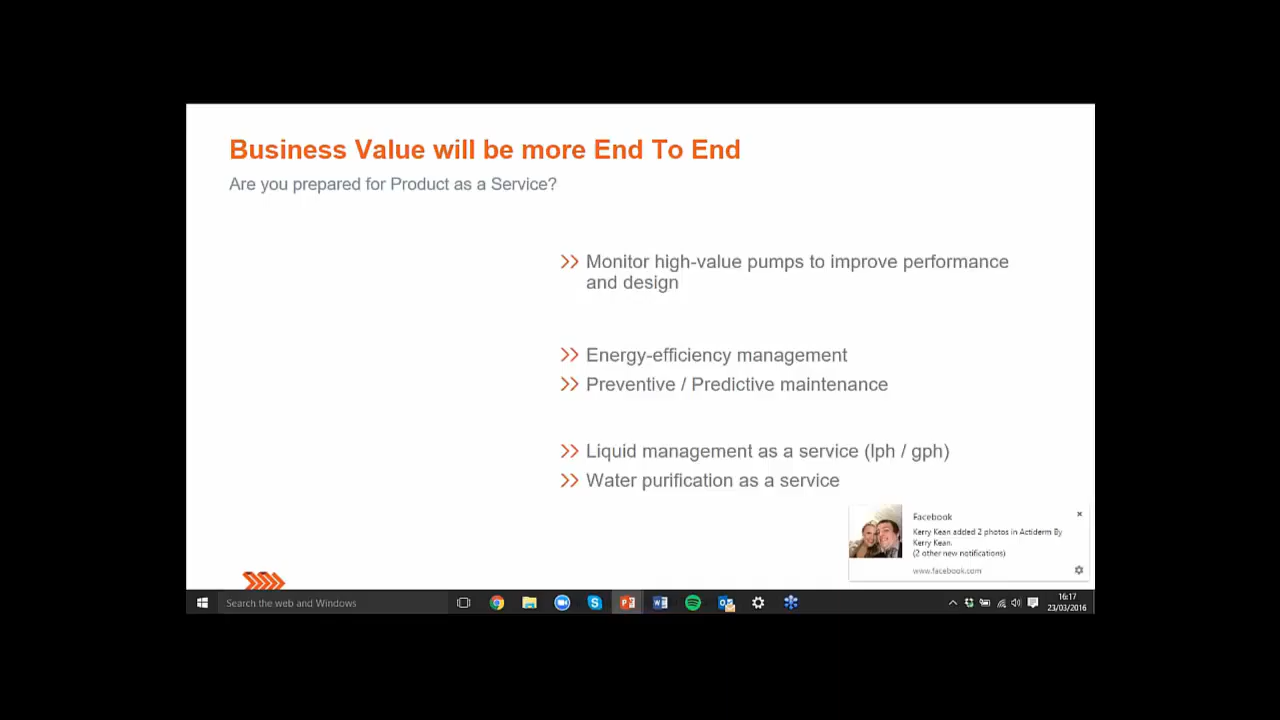 Business Value will be more End To End
Are you prepared for Product as a Service?
Monitor high-value pumps to improve performance
and design
Energy-efficiency management
Preventive / Predictive maintenance
Liquid management as a service (lph / gph)
Water purification as a service
Facebook
Kerry Kean added 2 photos in Actiderm By
Kerry Kean.
(2 other new notifications)
www.facebook.com
Search the web and Windows
16:17
23/03/2016